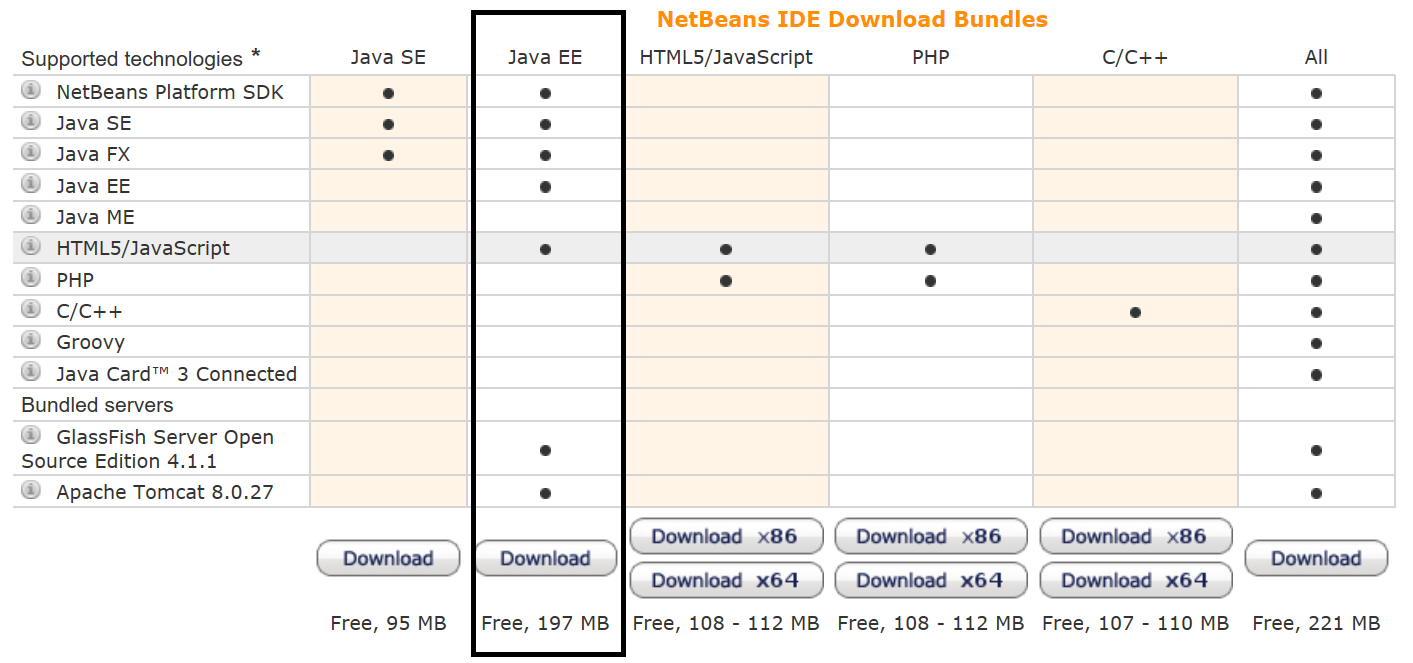 NetBeans IDE Download Bundles
Supported technologies * Java SE Java EE HTML5/JavaScript PHP C/C++ All
NetBeans Platform SDK
Java SE
Java FX
Java EE
Java ME
HTML5/JavaScript
PHP
C/C++
Groovy
Java Card™ 3 Connected
Bundled servers
GlassFish Server Open
Source Edition 4.1.1
Apache Tomcat 8.0.27
Download x86 Download x86 Download x86
Download Download Download
Download x64 Download x64 Download x64
Free, 95 MB Free, 197 MB Free, 108 - 112 MB Free, 108 - 112 MB Free, 107 - 110 MB Free, 221 MB